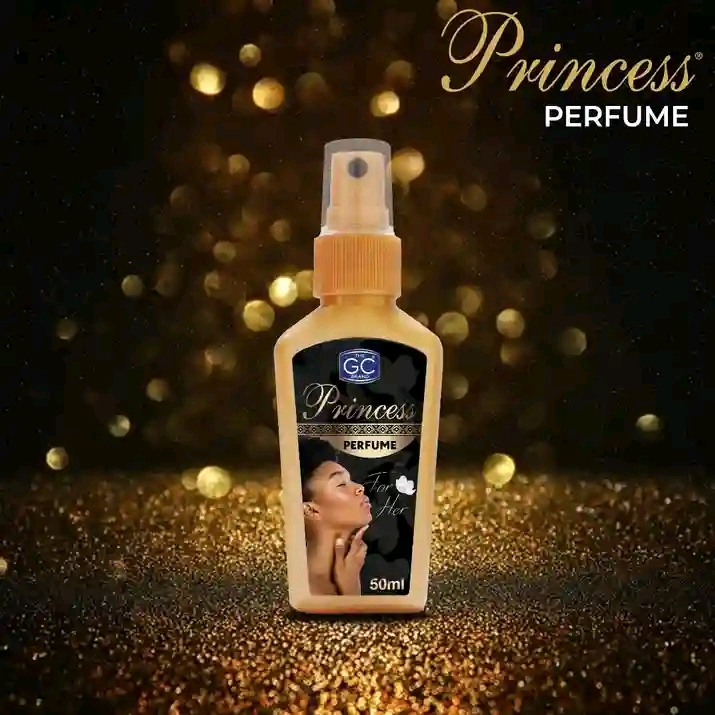 Princess®
PERFUME
THE
GC
BRAND
Princess
PERFUME
For
Her
50ml